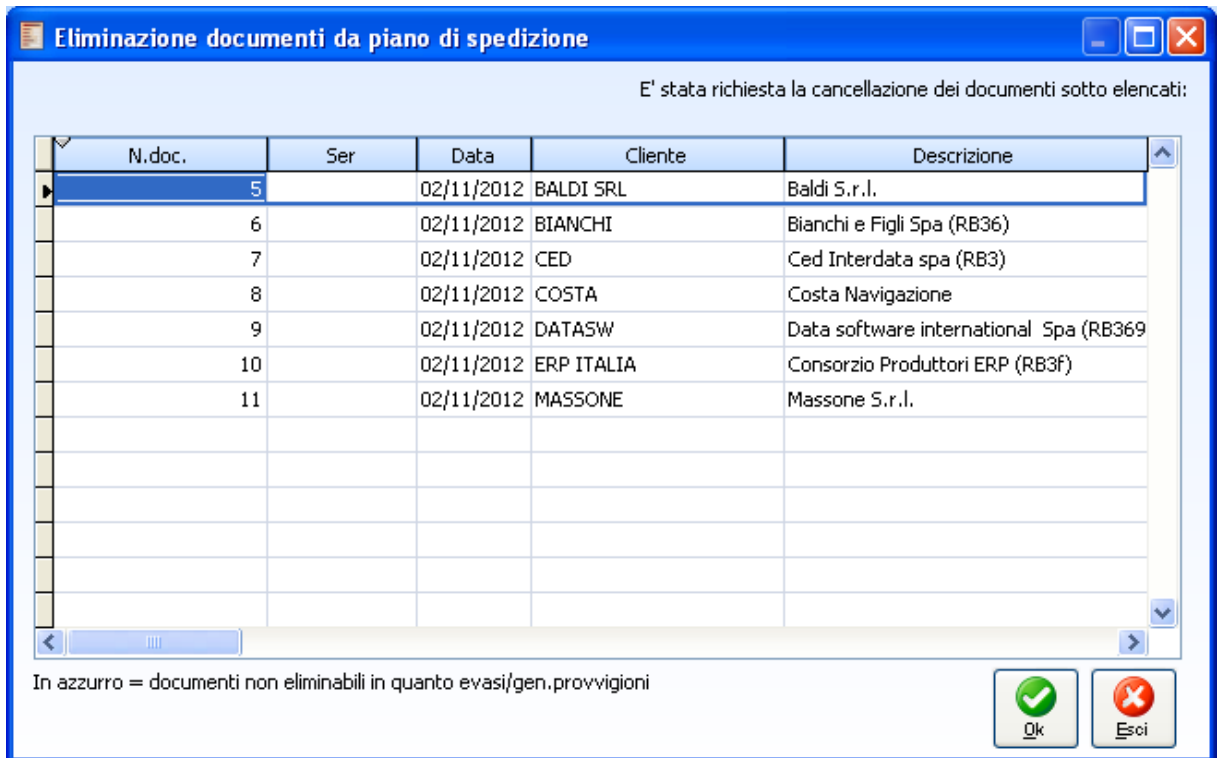 Eliminazione documenti da piano di spedizione
E' stata richiesta la cancellazione dei documenti sotto elencati:
N.doc. Ser Data Cliente Descrizione
5 02/11/2012 BALDI SRL Baldi S.r.l.
6 02/11/2012 BIANCHI Bianchi e Figli Spa (RB36)
7 02/11/2012 CED Ced Interdata spa (RB3)
8 02/11/2012 COSTA Costa Navigazione
9 02/11/2012 DATASW Data software international Spa (RB369
10 02/11/2012 ERP ITALIA Consorzio Produttori ERP (RB3f)
11 02/11/2012 MASSONE Massone S.r.l.
In azzurro = documenti non eliminabili in quanto evasi/gen.provvigioni
Ok Esci